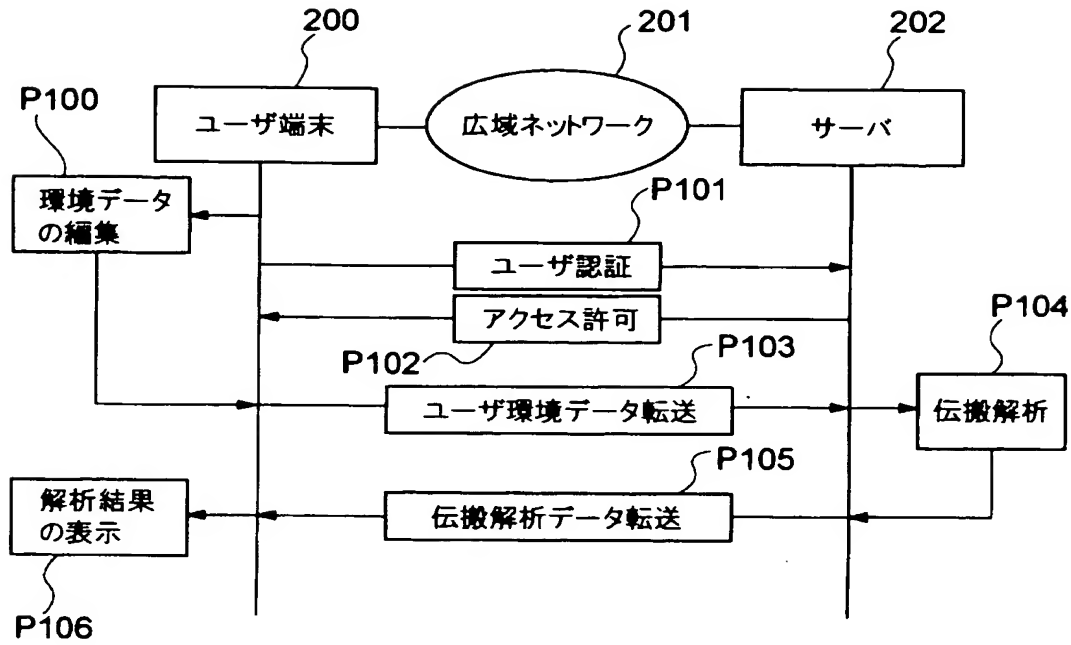 200
201
202
P100
ユーザ端末
広域ネットワーク
サーバ
P101
環境データ
の編集
ユーザ認証
アクセス許可
P104
P102
P103
ユーザ環境データ転送
伝搬解析
P105
解析結果
の表示
伝搬解析データ転送
P106